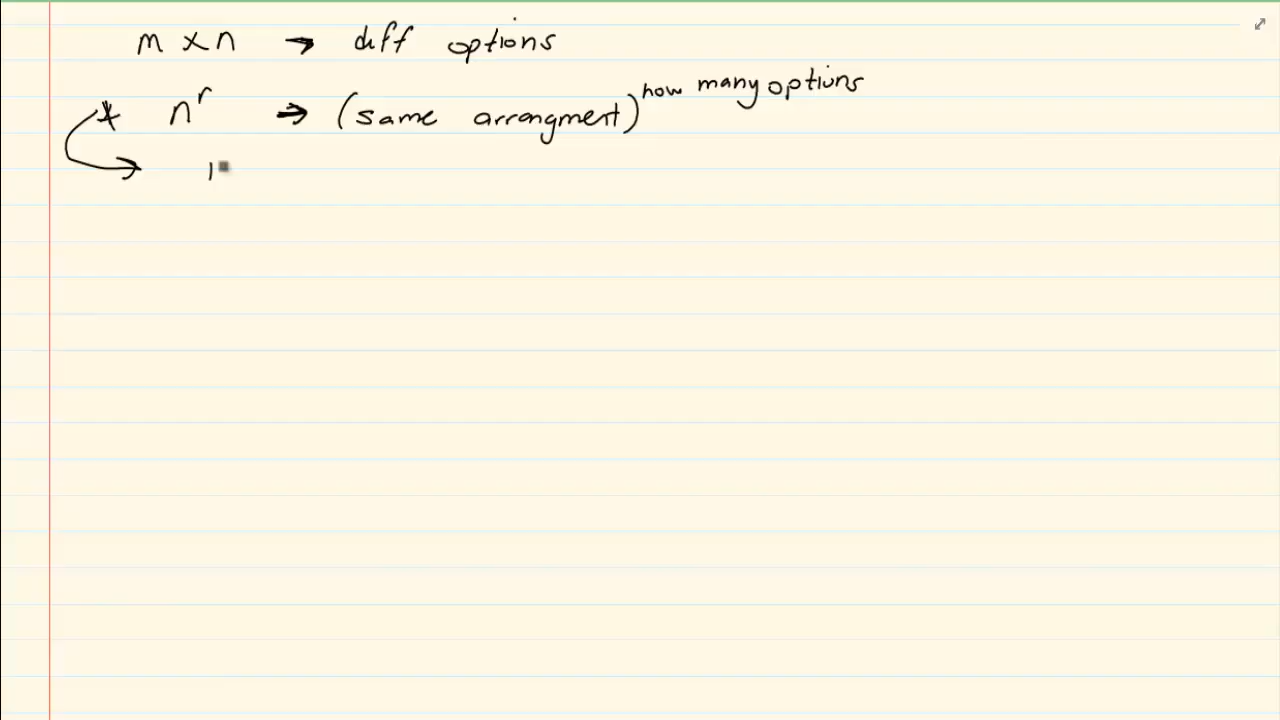 m × n → diff options
* n^r → (same arrangment)^how many options
→